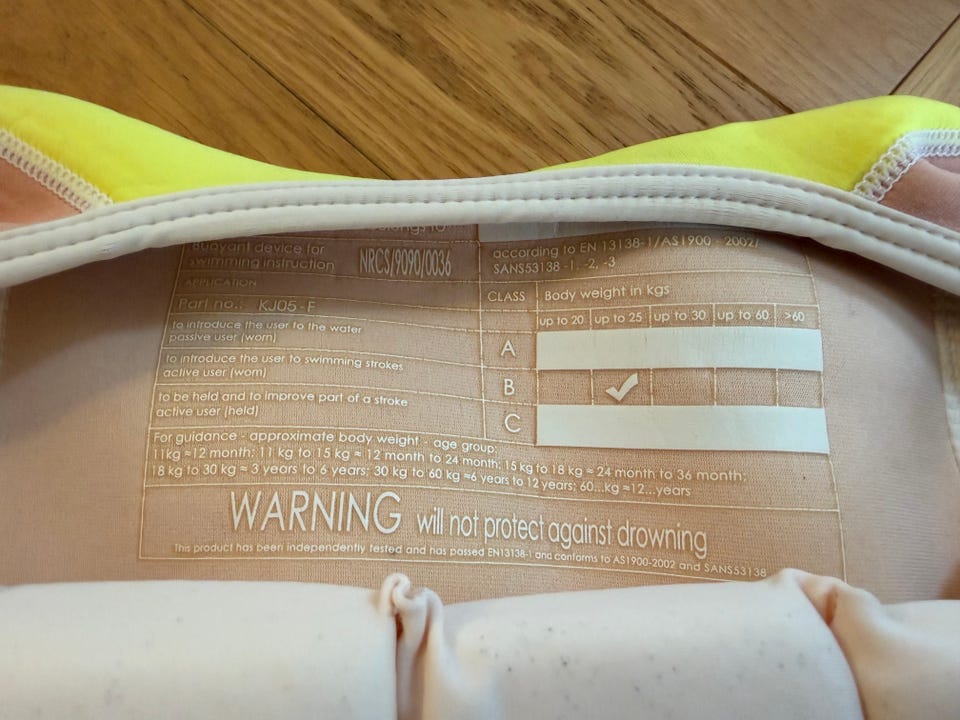 belongs to
Buoyant device for
swimming instruction
NRCS/9090/0036
according to EN 13138-1/AS1900 - 2002/
SANS53138 -1, -2, -3
APPLICATION
CLASS
Body weight in kgs
Part no.: KJ05-F
up to 20 up to 25 up to 30 up to 60 >60
to introduce the user to the water
passive user (worn)
A
to introduce the user to swimming strokes
active user (worn)
B ✓
to be held and to improve part of a stroke
active user (held)
C
For guidance - approximate body weight - age group:
11kg ≈12 month; 11 kg to 15 kg ≈ 12 month to 24 month; 15 kg to 18 kg ≈ 24 month to 36 month;
18 kg to 30 kg ≈ 3 years to 6 years; 30 kg to 60 kg ≈6 years to 12 years; 60...kg ≈12...years
WARNING will not protect against drowning
This product has been independently tested and has passed EN13138-1 and conforms to AS1900-2002 and SANS53138